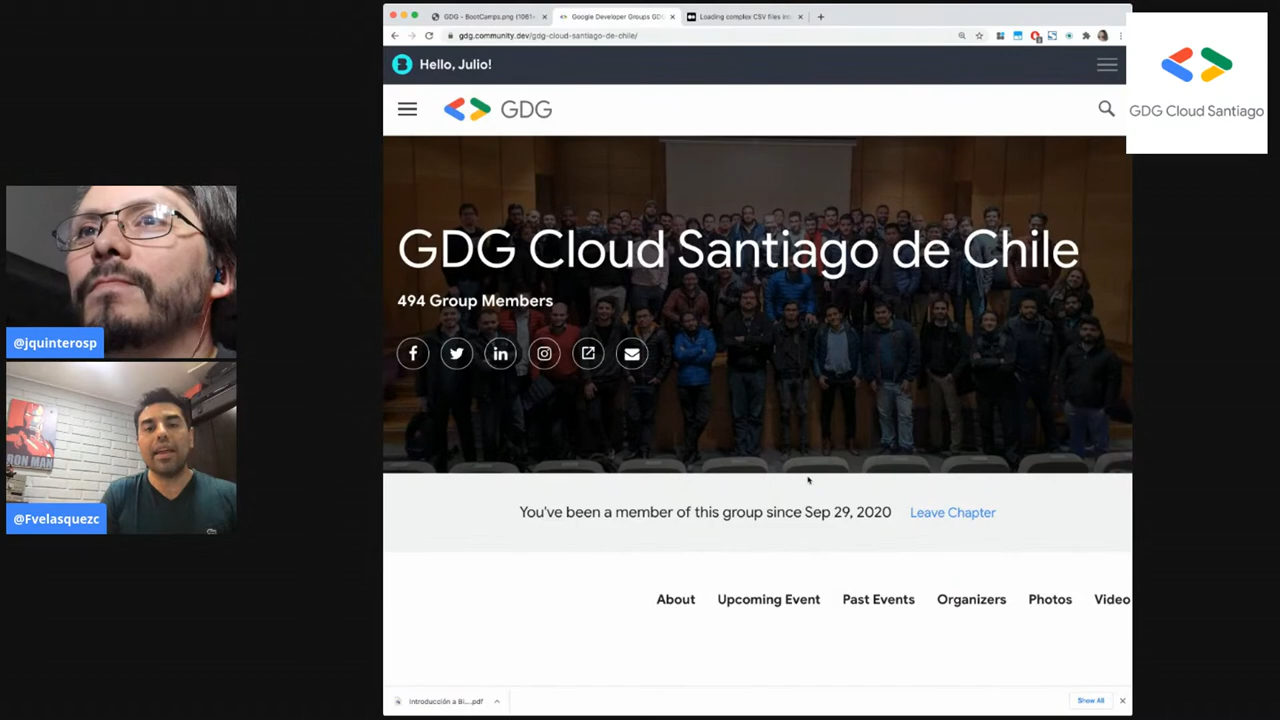 GDG - BootCamps.png (1061
Google Developer Groups GDG
Loading complex CSV files in
gdg.community.dev/gdg-cloud-santiago-de-chile/
Hello, Julio!
GDG
GDG Cloud Santiago
GDG Cloud Santiago de Chile
494 Group Members
@jquinterosp
IRON MAN
@Fvelasquezc
You've been a member of this group since Sep 29, 2020 Leave Chapter
About Upcoming Event Past Events Organizers Photos Video
Introducción a Bi....pdf
Show All